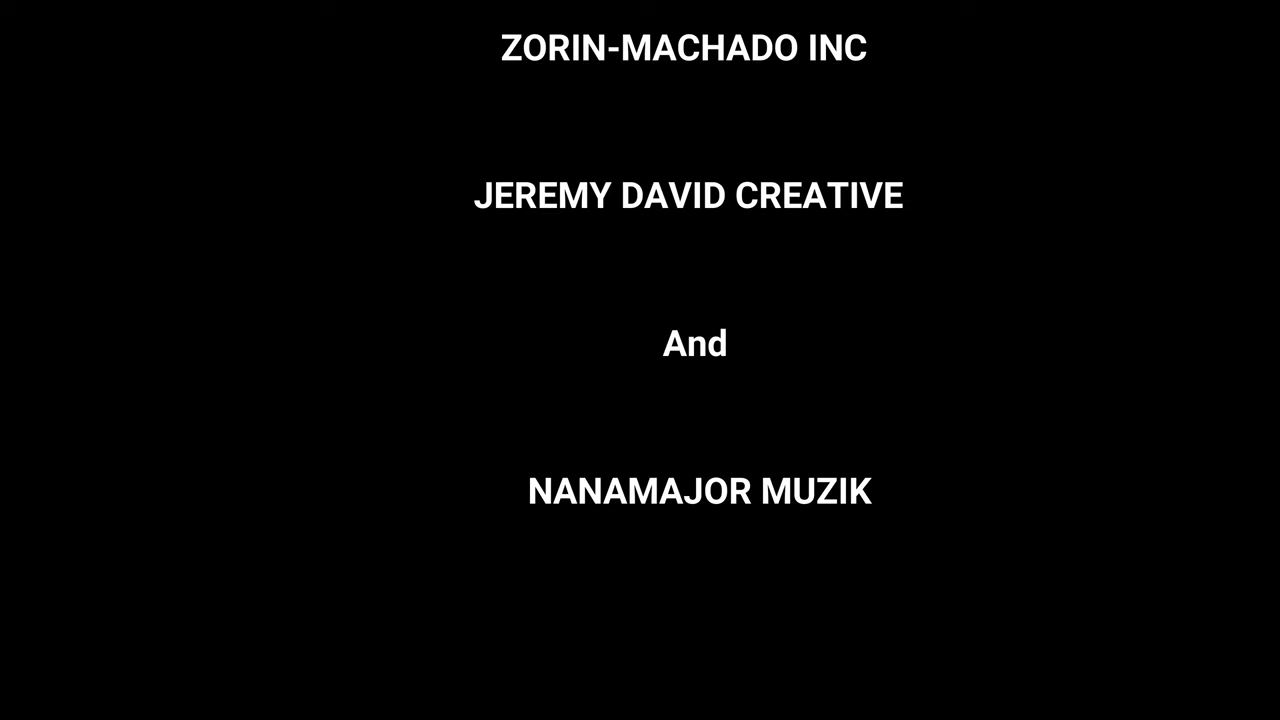 ZORIN-MACHADO INC
JEREMY DAVID CREATIVE
And
NANAMAJOR MUZIK